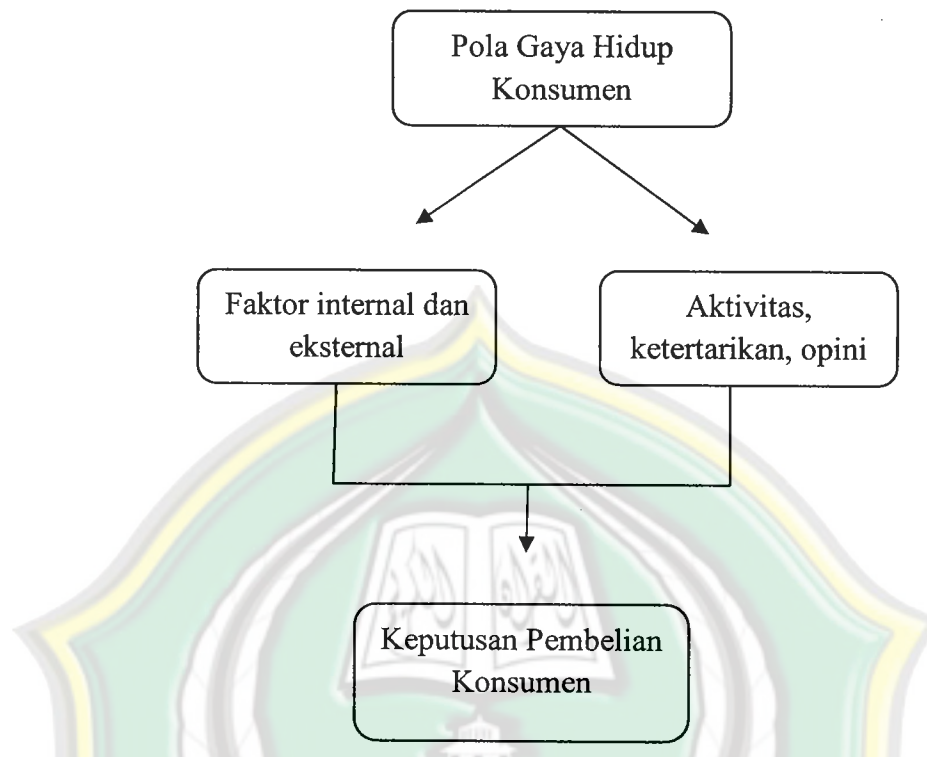 Pola Gaya Hidup
Konsumen
Faktor internal dan
eksternal
Aktivitas,
ketertarikan, opini
Keputusan Pembelian
Konsumen